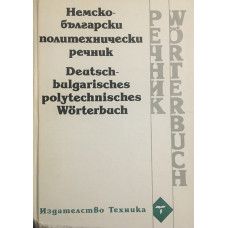 Немско-
български
политехнически
речник
Deutsch-
bulgarisches
polytechnisches
Wörterbuch
РЕЧНИК
WÖRTERBUCH
Издателство Техника